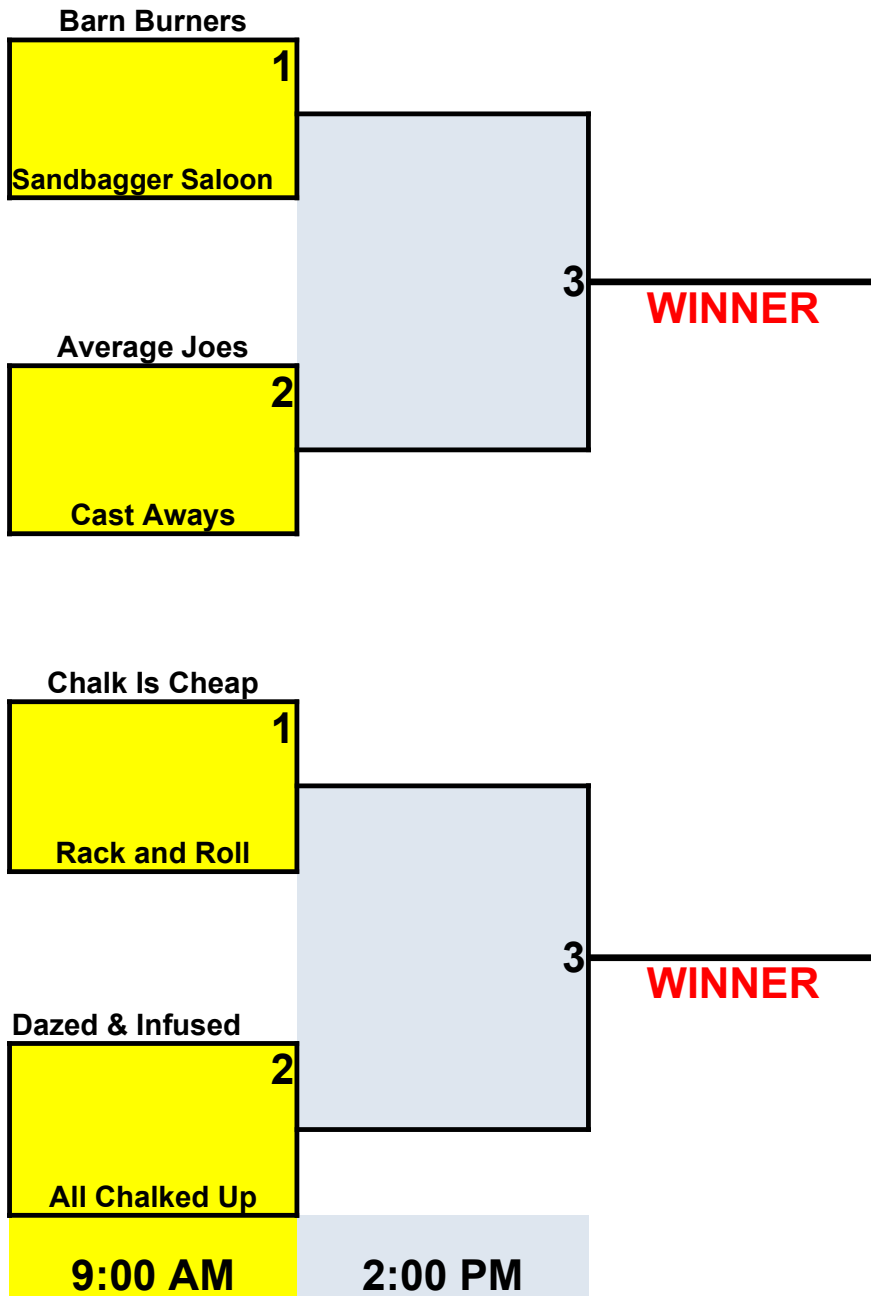 Barn Burners
1
Sandbagger Saloon
3
WINNER
Average Joes
2
Cast Aways
Chalk Is Cheap
1
Rack and Roll
3
WINNER
Dazed & Infused
2
All Chalked Up
9:00 AM 2:00 PM